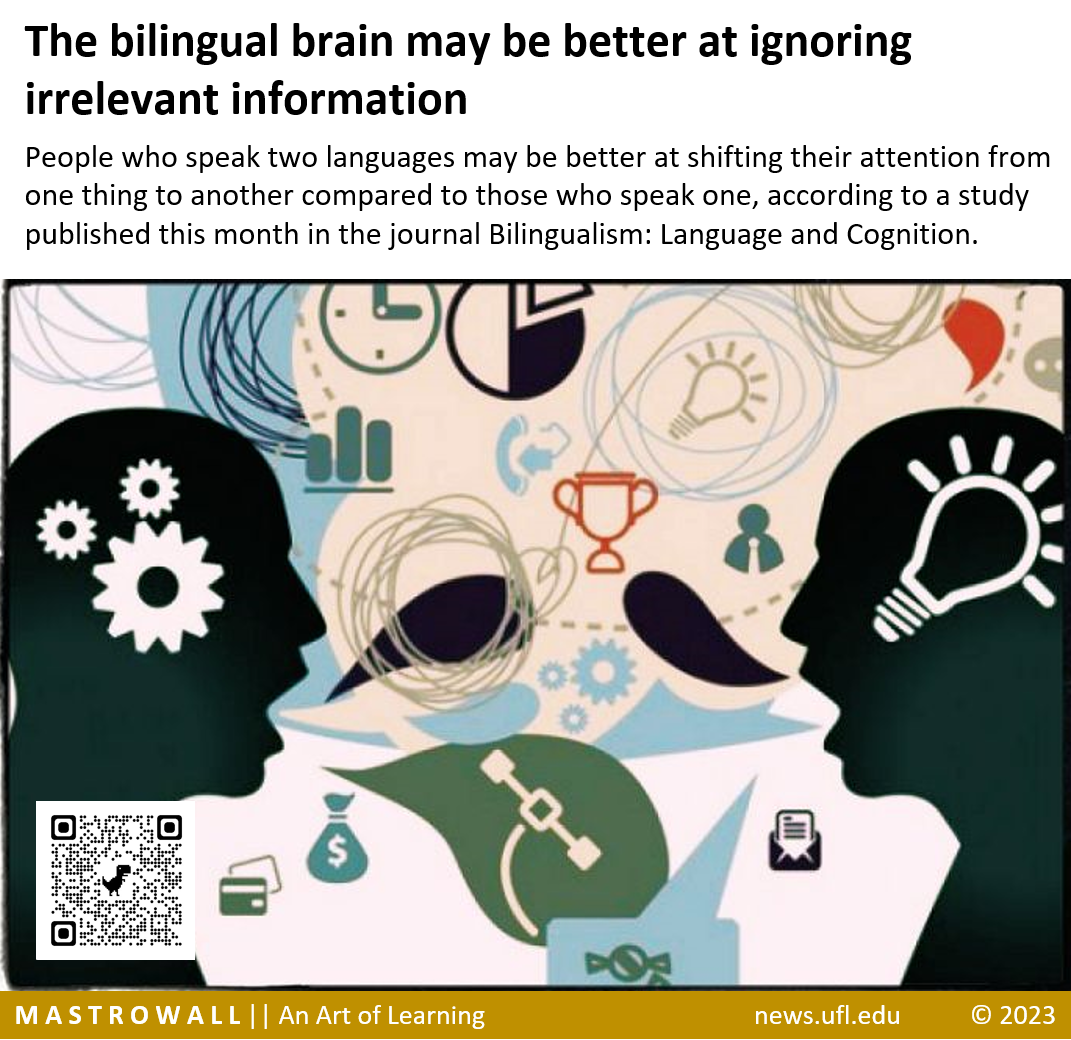 The bilingual brain may be better at ignoring
irrelevant information
People who speak two languages may be better at shifting their attention from
one thing to another compared to those who speak one, according to a study
published this month in the journal Bilingualism: Language and Cognition.
$
MASTROWALL || An Art of Learning news.ufl.edu © 2023